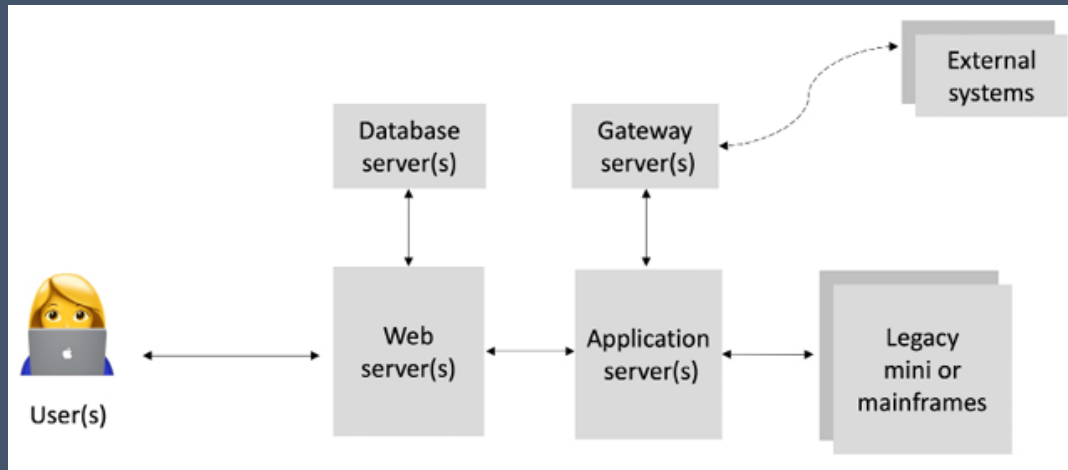 External
systems
Database
server(s)
Gateway
server(s)
Web
server(s)
Application
server(s)
Legacy
mini or
mainframes
User(s)